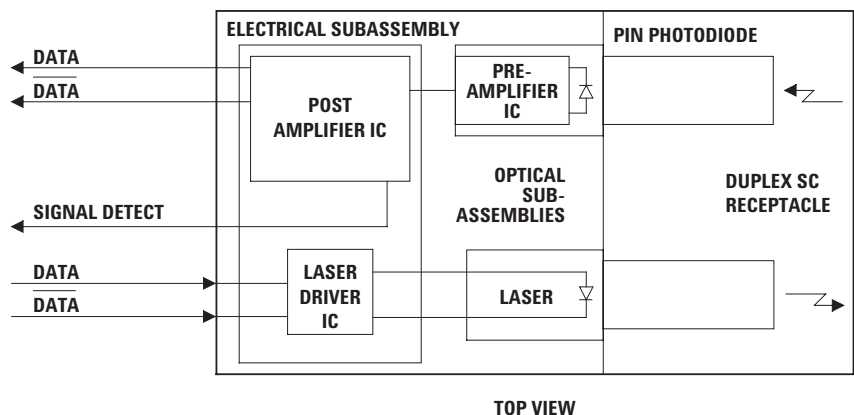 ELECTRICAL SUBASSEMBLY
PIN PHOTODIODE
DATA
DATA
PRE-
AMPLIFIER
IC
POST
AMPLIFIER IC
OPTICAL
SUB-
ASSEMBLIES
DUPLEX SC
RECEPTACLE
SIGNAL DETECT
DATA
DATA
LASER
DRIVER
IC
LASER
TOP VIEW